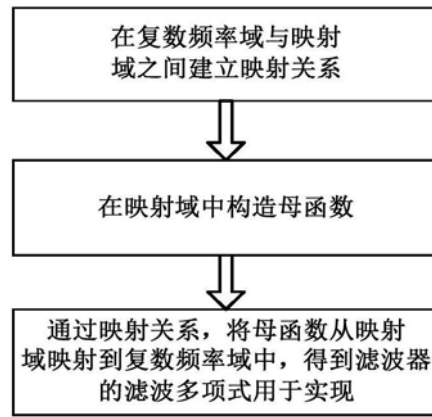 在复数频率域与映射
域之间建立映射关系
在映射域中构造母函数
通过映射关系，将母函数从映射
域映射到复数频率域中，得到滤波器
的滤波多项式用于实现